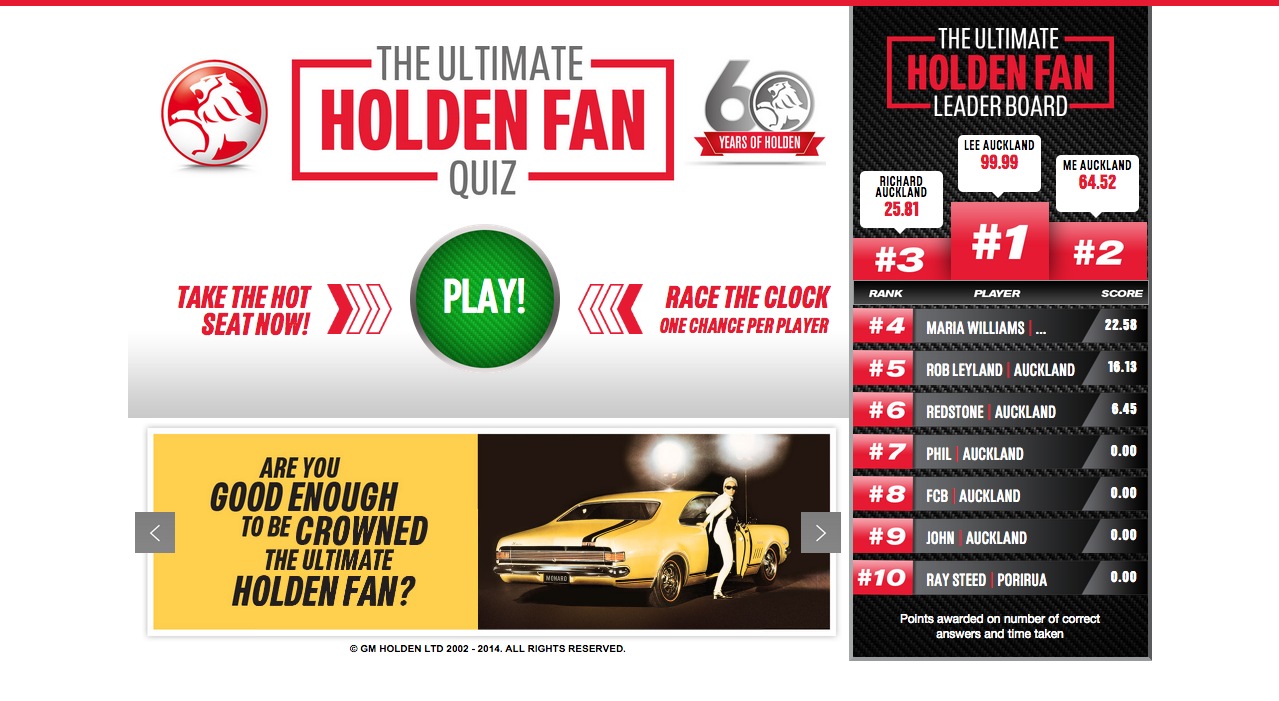 THE ULTIMATE
HOLDEN FAN
QUIZ
60
YEARS OF HOLDEN
TAKE THE HOT
SEAT NOW!
PLAY!
RACE THE CLOCK
ONE CHANCE PER PLAYER
ARE YOU
GOOD ENOUGH
TO BE CROWNED
THE ULTIMATE
HOLDEN FAN?
MONARO
© GM HOLDEN LTD 2002 - 2014. ALL RIGHTS RESERVED.
THE ULTIMATE
HOLDEN FAN
LEADER BOARD
LEE AUCKLAND
99.99
ME AUCKLAND
64.52
RICHARD
AUCKLAND
25.81
#3 #1 #2
RANK PLAYER SCORE
#4 MARIA WILLIAMS | ... 22.58
#5 ROB LEYLAND | AUCKLAND 16.13
#6 REDSTONE | AUCKLAND 6.45
#7 PHIL | AUCKLAND 0.00
#8 FCB | AUCKLAND 0.00
#9 JOHN | AUCKLAND 0.00
#10 RAY STEED | PORIRUA 0.00
Points awarded on number of correct
answers and time taken